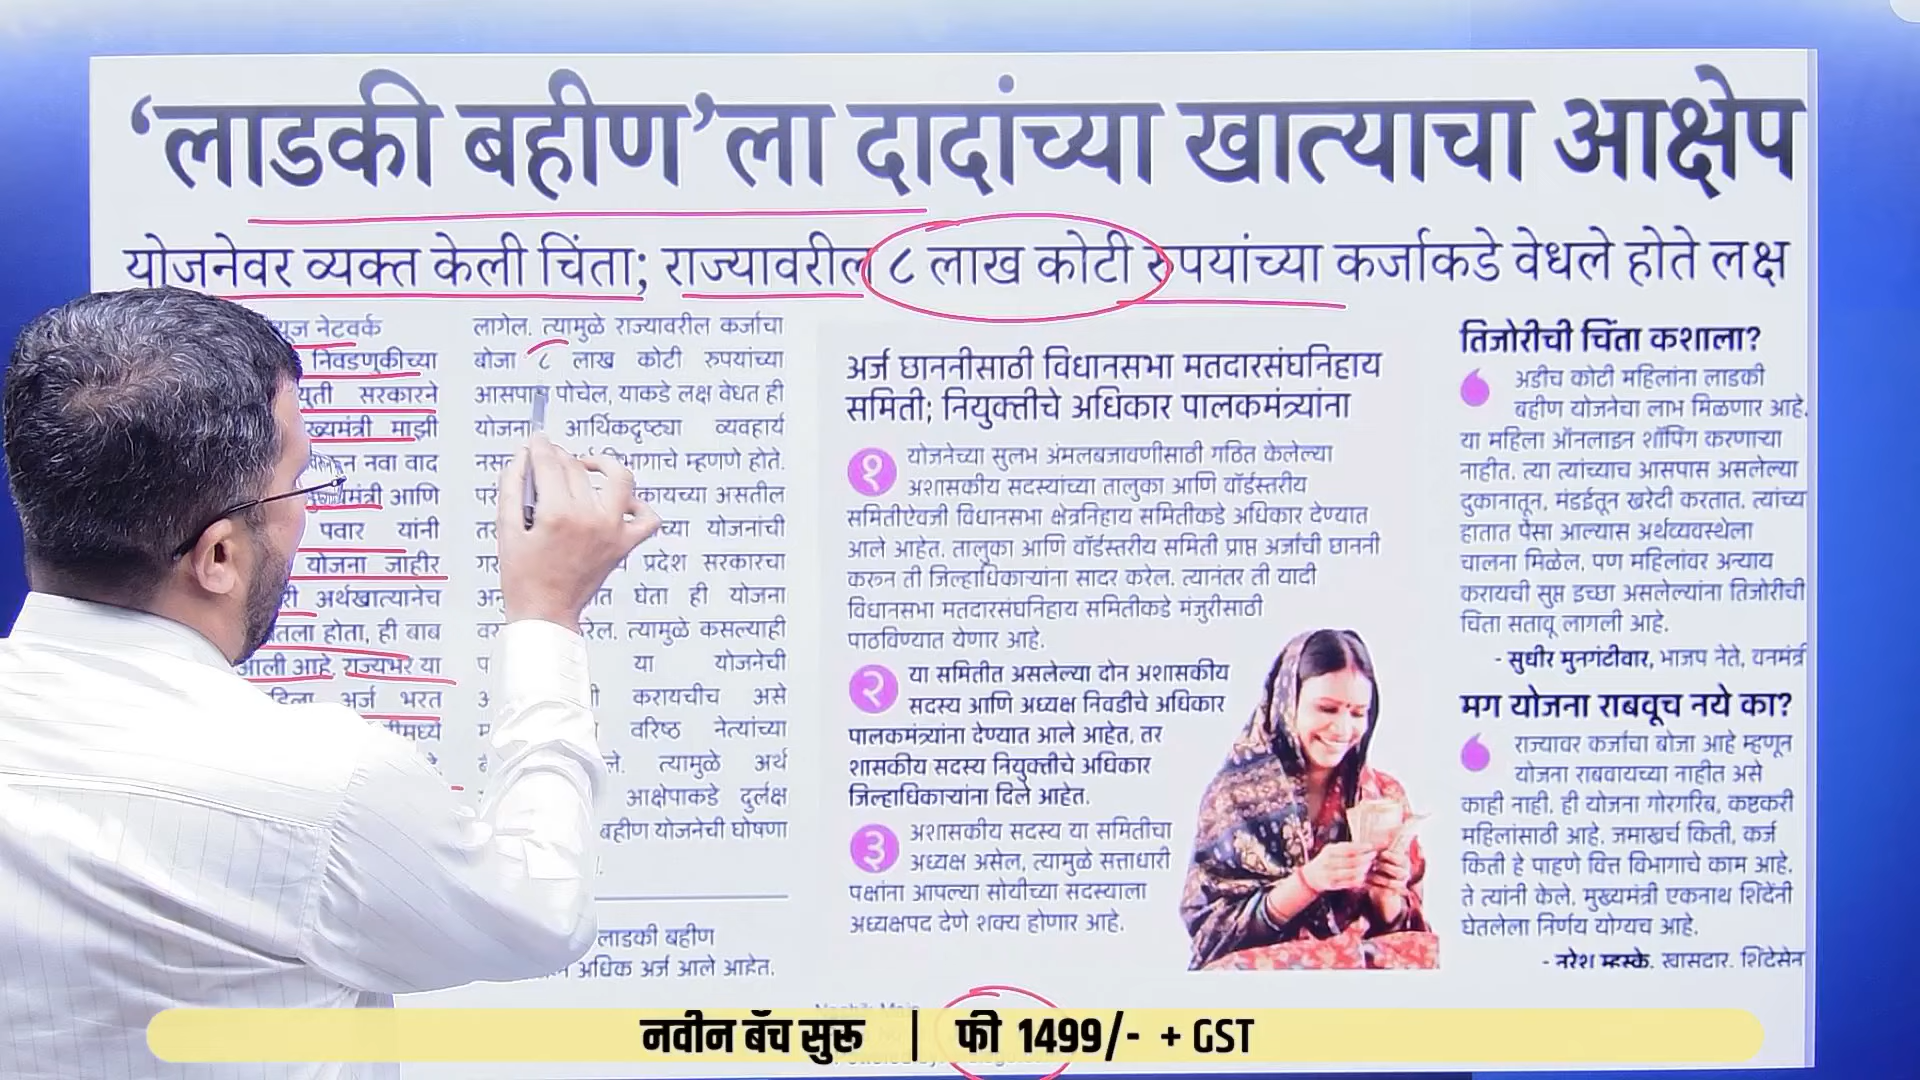 ‘लाडकी बहीण’ला दादांच्या खात्याचा आक्षेप
योजनेवर व्यक्त केली चिंता; राज्यावरील ८ लाख कोटी रुपयांच्या कर्जाकडे वेधले होते लक्ष
न्यूज नेटवर्क
निवडणूकीच्या
युती सरकारने
मुख्यमंत्री माझी
नवा वाद
आणि
पवार यांनी
योजना जाहीर
अर्थखात्यानेच
होता, ही बाब
आली आहे. राज्यभर या
अर्ज भरत
लागेल. त्यामुळे राज्यावरील कर्जाचा
बोजा ८ लाख कोटी रुपयांच्या
आसपास पोचेल, याकडे लक्ष वेधत ही
योजना आर्थिकदृष्ट्या व्यवहार्य
विभागाचे म्हणणे होते.
असतील
योजनांची
प्रदेश सरकारचा
घेता ही योजना
त्यामुळे कसल्याही
या योजनेची
करायचीच असे
वरिष्ठ नेत्यांच्या
त्यामुळे अर्थ
आक्षेपाकडे दुर्लक्ष
बहीण योजनेची घोषणा
लाडकी बहीण
अधिक अर्ज आले आहेत.
अर्ज छाननीसाठी विधानसभा मतदारसंघनिहाय
समिती; नियुक्तीचे अधिकार पालकमंत्र्यांना
१ योजनेच्या सुलभ अंमलबजावणीसाठी गठित केलेल्या
अशासकीय सदस्यांच्या तालुका आणि वॉर्डस्तरीय
समितीऐवजी विधानसभा क्षेत्रनिहाय समितीकडे अधिकार देण्यात
आले आहेत. तालुका आणि वॉर्डस्तरीय समिती प्राप्त अर्जांची छाननी
करून ती जिल्हाधिकाऱ्यांना सादर करेल. त्यानंतर ती यादी
विधानसभा मतदारसंघनिहाय समितीकडे मंजुरीसाठी
पाठविण्यात येणार आहे.
२ या समितीत असलेल्या दोन अशासकीय
सदस्य आणि अध्यक्ष निवडीचे अधिकार
पालकमंत्र्यांना देण्यात आले आहेत, तर
शासकीय सदस्य नियुक्तीचे अधिकार
जिल्हाधिकाऱ्यांना दिले आहेत.
३ अशासकीय सदस्य या समितीचा
अध्यक्ष असेल, त्यामुळे सत्ताधारी
पक्षांना आपल्या सोयीच्या सदस्याला
अध्यक्षपद देणे शक्य होणार आहे.
तिजोरीची चिंता कशाला?
अडीच कोटी महिलांना लाडकी
बहीण योजनेचा लाभ मिळणार आहे.
या महिला ऑनलाइन शॉपिंग करणाऱ्या
नाहीत. त्या त्यांच्याच आसपास असलेल्या
दुकानातून, मंडईतून खरेदी करतात. त्यांच्या
हातात पैसा आल्यास अर्थव्यवस्थेला
चालना मिळेल, पण महिलांवर अन्याय
करायची सुप्त इच्छा असलेल्यांना तिजोरीची
चिंता सतावू लागली आहे.
- सुधीर मुनगंटीवार, भाजप नेते, वनमंत्री
मग योजना राबवूच नये का?
राज्यावर कर्जाचा बोजा आहे म्हणून
योजना राबवायच्या नाहीत असे
काही नाही. ही योजना गोरगरिब, कष्टकरी
महिलांसाठी आहे. जमाखर्च किती, कर्ज
किती हे पाहणे वित्त विभागाचे काम आहे.
ते त्यांनी केले. मुख्यमंत्री एकनाथ शिंदेंनी
घेतलेला निर्णय योग्यच आहे.
- नरेश म्हस्के, खासदार, शिंदेसेना
नवीन बॅच सुरू | फी 1499/- + GST